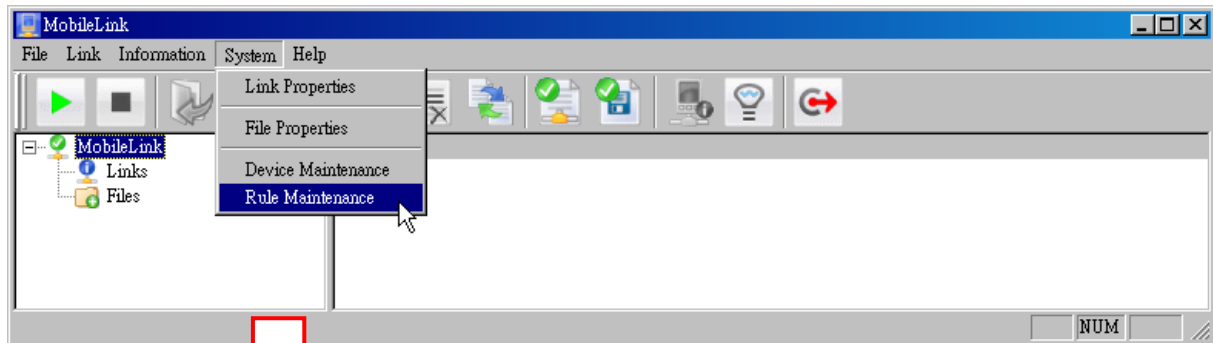 MobileLink
File Link Information System Help
Link Properties
File Properties
Device Maintenance
Rule Maintenance
MobileLink
Links
Files
NUM